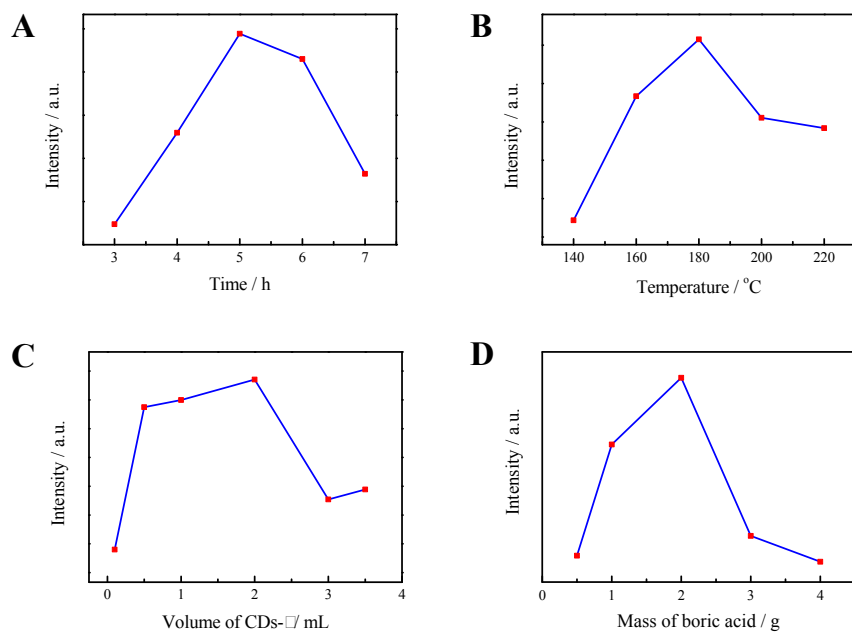 A
Intensity / a.u.
3 4 5 6 7
Time / h
B
Intensity / a.u.
140 160 180 200 220
Temperature / °C
C
Intensity / a.u.
0 1 2 3 4
Volume of CDs-□/ mL
D
Intensity / a.u.
0 1 2 3 4
Mass of boric acid / g